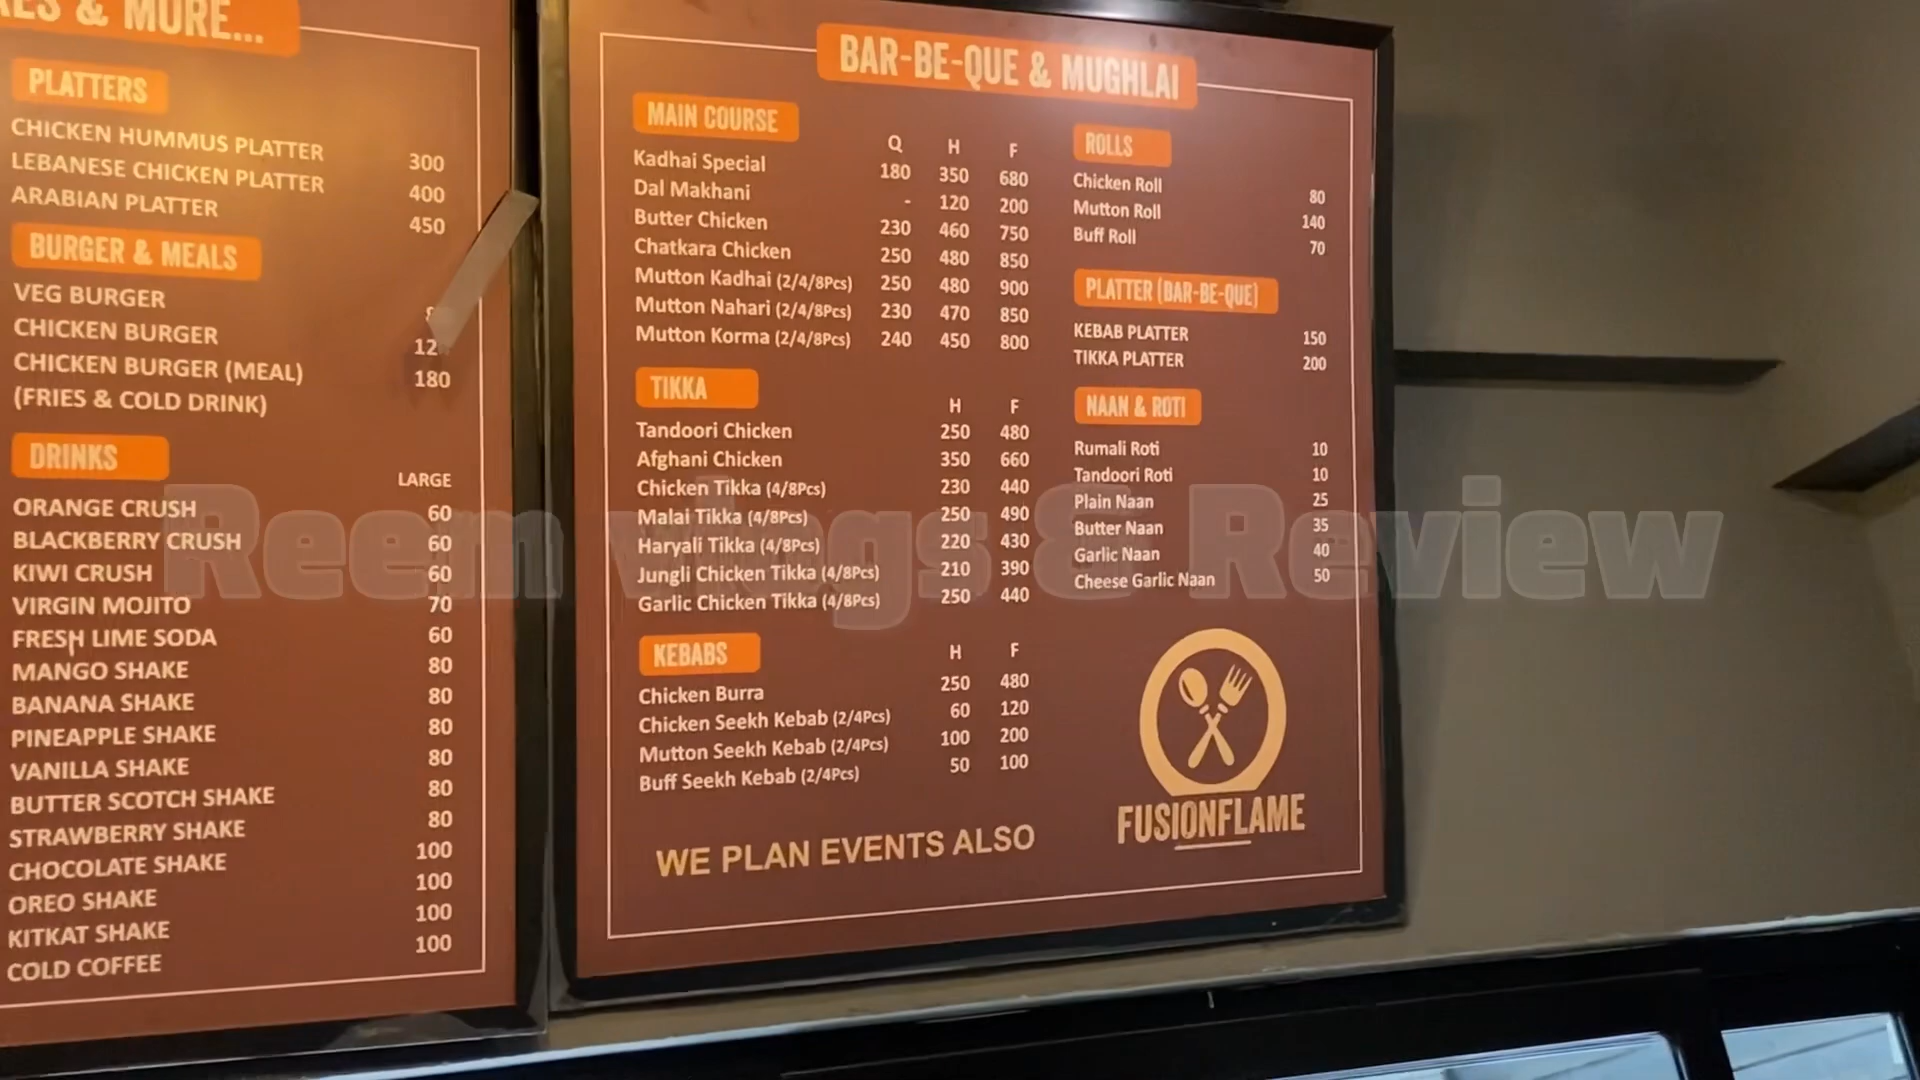 & MORE...
PLATTERS
CHICKEN HUMMUS PLATTER 300
LEBANESE CHICKEN PLATTER 400
ARABIAN PLATTER 450
BURGER & MEALS
VEG BURGER
CHICKEN BURGER
CHICKEN BURGER (MEAL) 180
(FRIES & COLD DRINK)
DRINKS
LARGE
ORANGE CRUSH 60
BLACKBERRY CRUSH 60
KIWI CRUSH 60
VIRGIN MOJITO 70
FRESH LIME SODA 60
MANGO SHAKE 80
BANANA SHAKE 80
PINEAPPLE SHAKE 80
VANILLA SHAKE 80
BUTTER SCOTCH SHAKE 80
STRAWBERRY SHAKE 80
CHOCOLATE SHAKE 100
OREO SHAKE 100
KITKAT SHAKE 100
COLD COFFEE 100
BAR-BE-QUE & MUGHLAI
MAIN COURSE
Q H F
Kadhai Special 180 350 680
Dal Makhani - 120 200
Butter Chicken 230 460 750
Chatkara Chicken 250 480 850
Mutton Kadhai (2/4/8Pcs) 250 480 900
Mutton Nahari (2/4/8Pcs) 230 470 850
Mutton Korma (2/4/8Pcs) 240 450 800
TIKKA
H F
Tandoori Chicken 250 480
Afghani Chicken 350 660
Chicken Tikka (4/8Pcs) 230 440
Malai Tikka (4/8Pcs) 250 490
Haryali Tikka (4/8Pcs) 220 430
Jungli Chicken Tikka (4/8Pcs) 210 390
Garlic Chicken Tikka (4/8Pcs) 250 440
KEBABS
H F
Chicken Burra 250 480
Chicken Seekh Kebab (2/4Pcs) 60 120
Mutton Seekh Kebab (2/4Pcs) 100 200
Buff Seekh Kebab (2/4Pcs) 50 100
WE PLAN EVENTS ALSO
ROLLS
Chicken Roll 80
Mutton Roll 140
Buff Roll 70
PLATTER (BAR-BE-QUE)
KEBAB PLATTER 150
TIKKA PLATTER 200
NAAN & ROTI
Rumali Roti 10
Tandoori Roti 10
Plain Naan 25
Butter Naan 35
Garlic Naan 40
Cheese Garlic Naan 50
FUSIONFLAME
Reem vlogs & Review